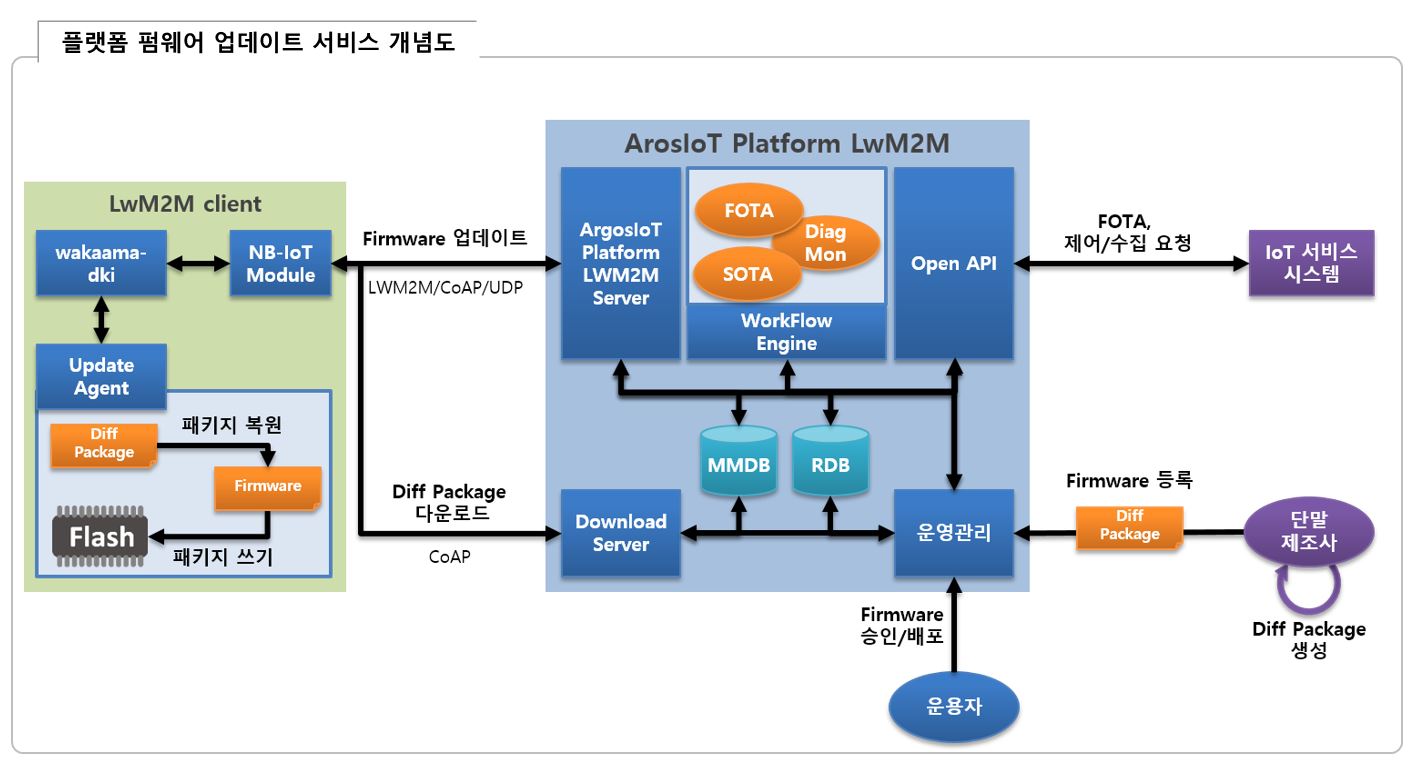 플랫폼 펌웨어 업데이트 서비스 개념도
ArosIoT Platform LwM2M
LwM2M client
wakaama-
dki
NB-IoT
Module
Firmware 업데이트
LWM2M/CoAP/UDP
ArgosIoT
Platform
LWM2M
Server
FOTA
Diag
Mon
SOTA
WorkFlow
Engine
Open API
FOTA,
제어/수집 요청
IoT 서비스
시스템
Update
Agent
Diff
Package
패키지 복원
Firmware
Flash
패키지 쓰기
Diff Package
다운로드
CoAP
MMDB
RDB
Download
Server
운영관리
Firmware 등록
Diff
Package
단말
제조사
Diff Package
생성
Firmware
승인/배포
운용자